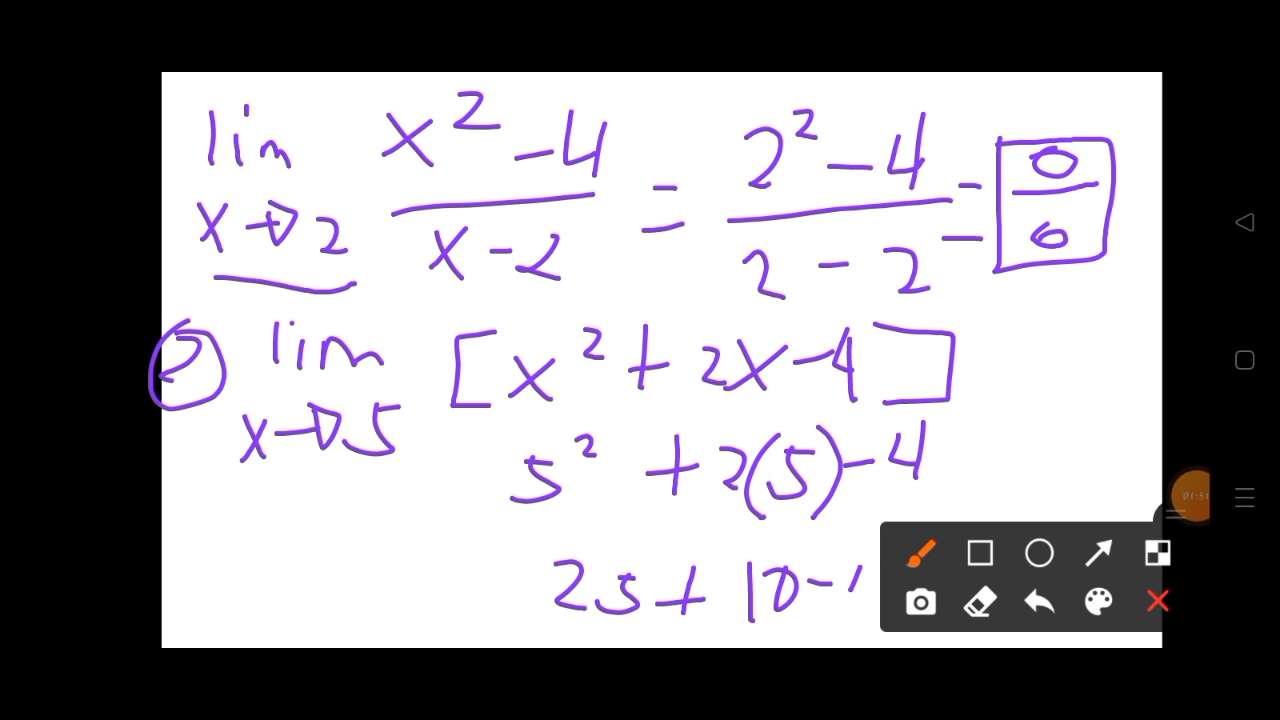 lim x→2 x² - 4 / x - 2 = 2² - 4 / 2 - 2 = 0 / 0
② lim x→5 [x² + 2x - 4]
5² + 2(5) - 4
25 + 10 -